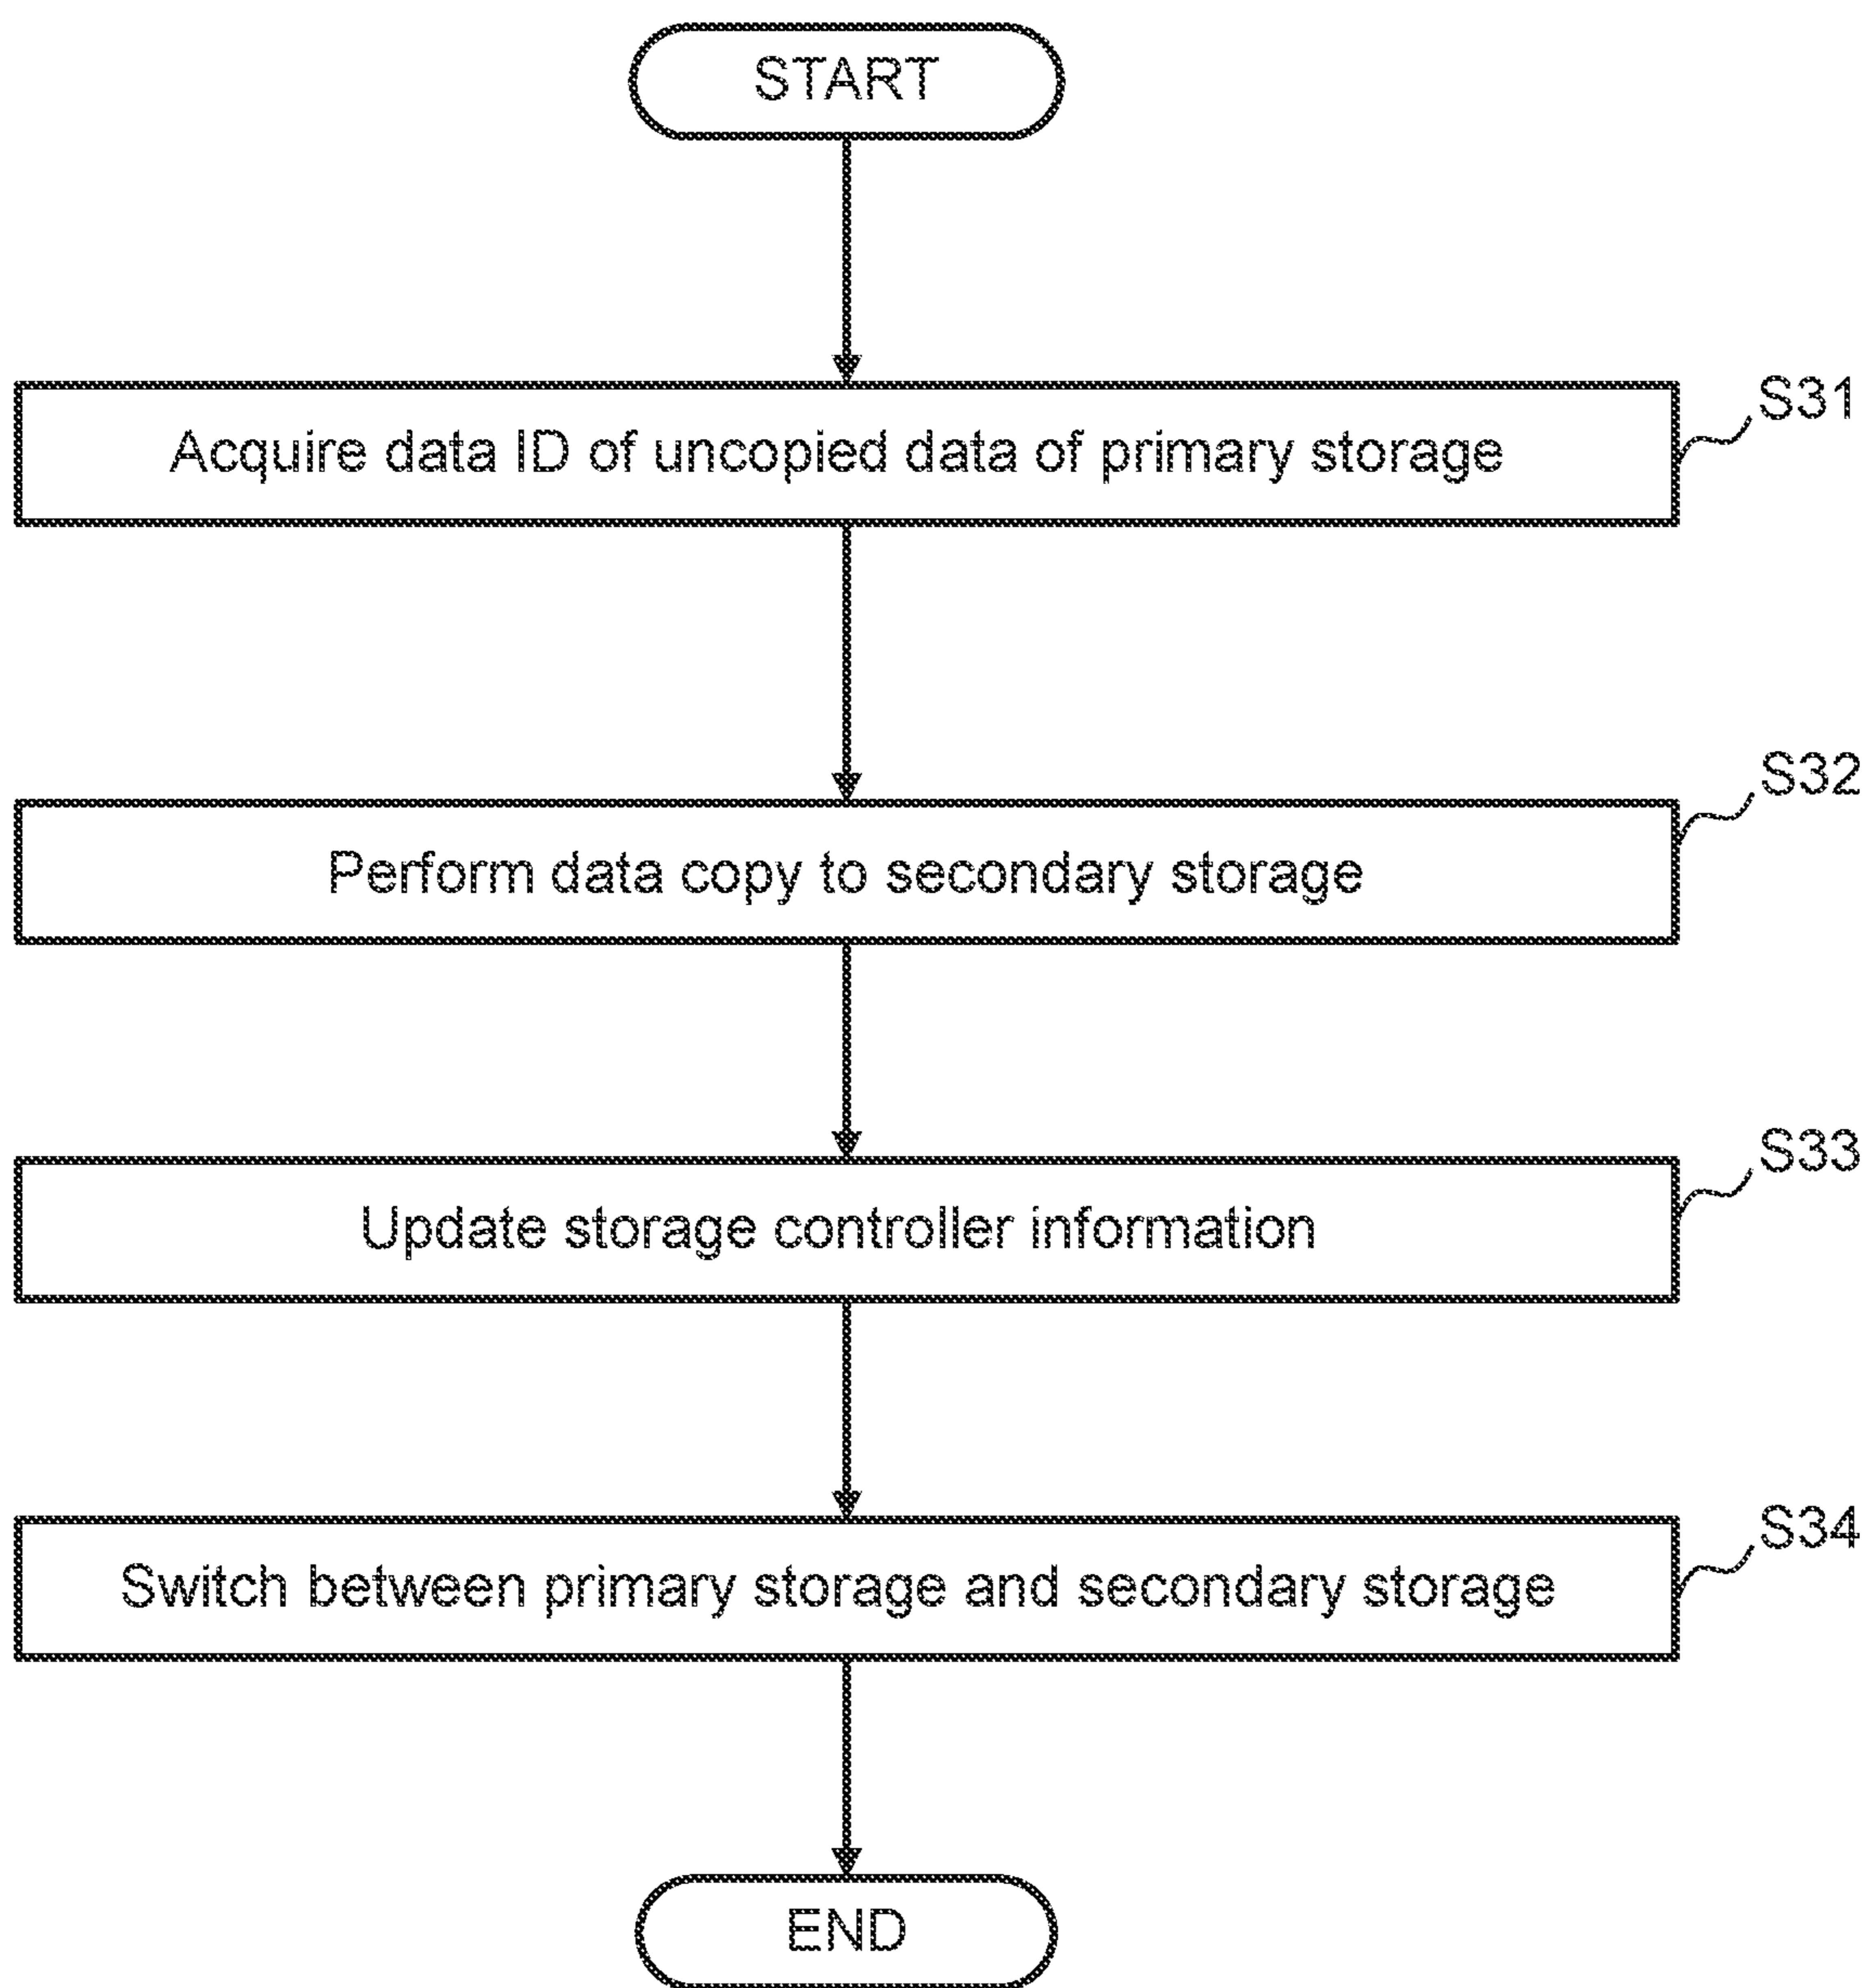 START
S31
Acquire data ID of uncopied data of primary storage
S32
Perform data copy to secondary storage
S33
Update storage controller information
S34
Switch between primary storage and secondary storage
END